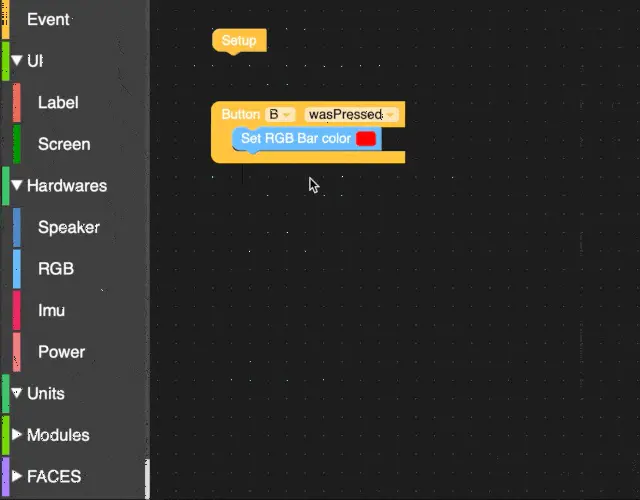 Event
UI
Label
Screen
Hardwares
Speaker
RGB
Imu
Power
Units
Modules
FACES
Setup
Button B wasPressed
Set RGB Bar color